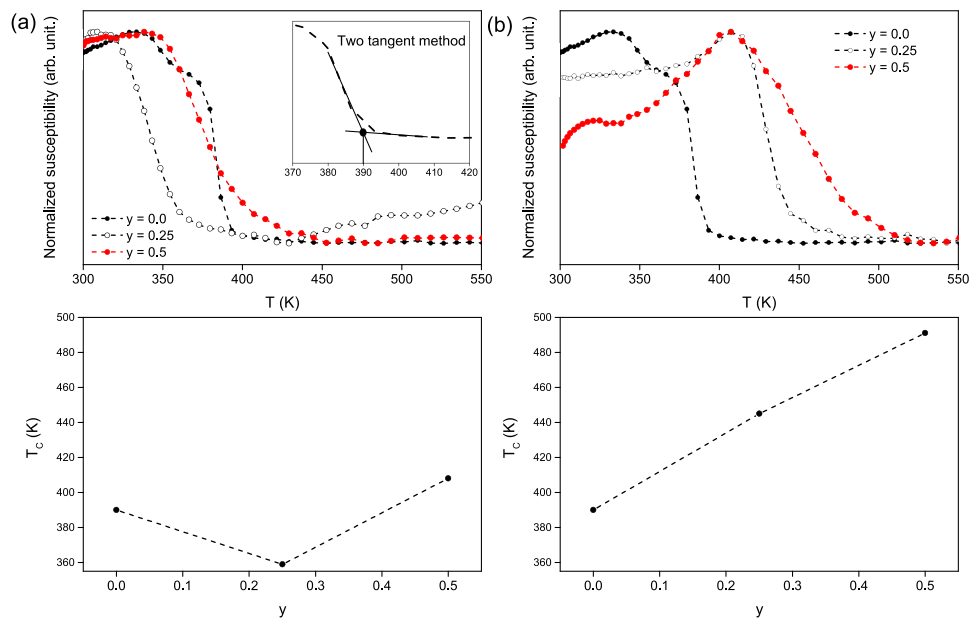 (a)
Normalized susceptibility (arb. unit.)
Two tangent method
370 380 390 400 410 420
y = 0.0
y = 0.25
y = 0.5
300 350 400 450 500 550
T (K)
(b)
Normalized susceptibility (arb. unit.)
y = 0.0
y = 0.25
y = 0.5
300 350 400 450 500 550
T (K)
500
480
460
440
420
400
380
360
T_C (K)
0.0 0.1 0.2 0.3 0.4 0.5
y
500
480
460
440
420
400
380
360
T_C (K)
0.0 0.1 0.2 0.3 0.4 0.5
y